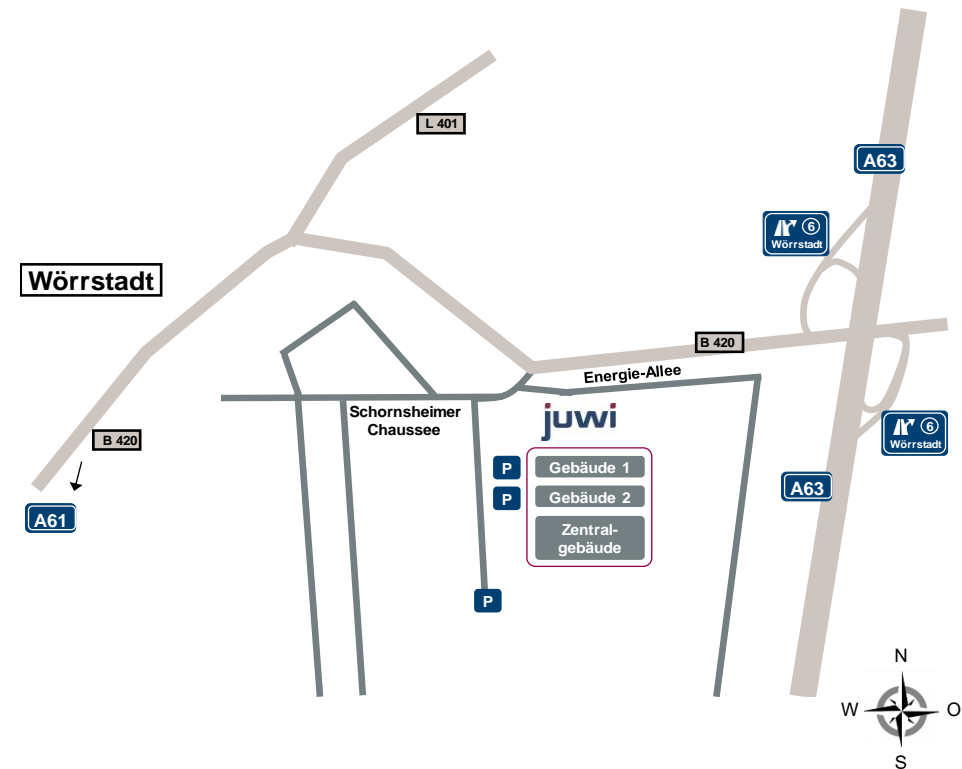 L 401
A63
6
Wörrstadt
Wörrstadt
B 420
Energie-Allee
Schornsheimer
Chaussee
juwi
6
Wörrstadt
B 420
P
Gebäude 1
A63
P
Gebäude 2
A61
Zentral-
gebäude
P
N
W
O
S